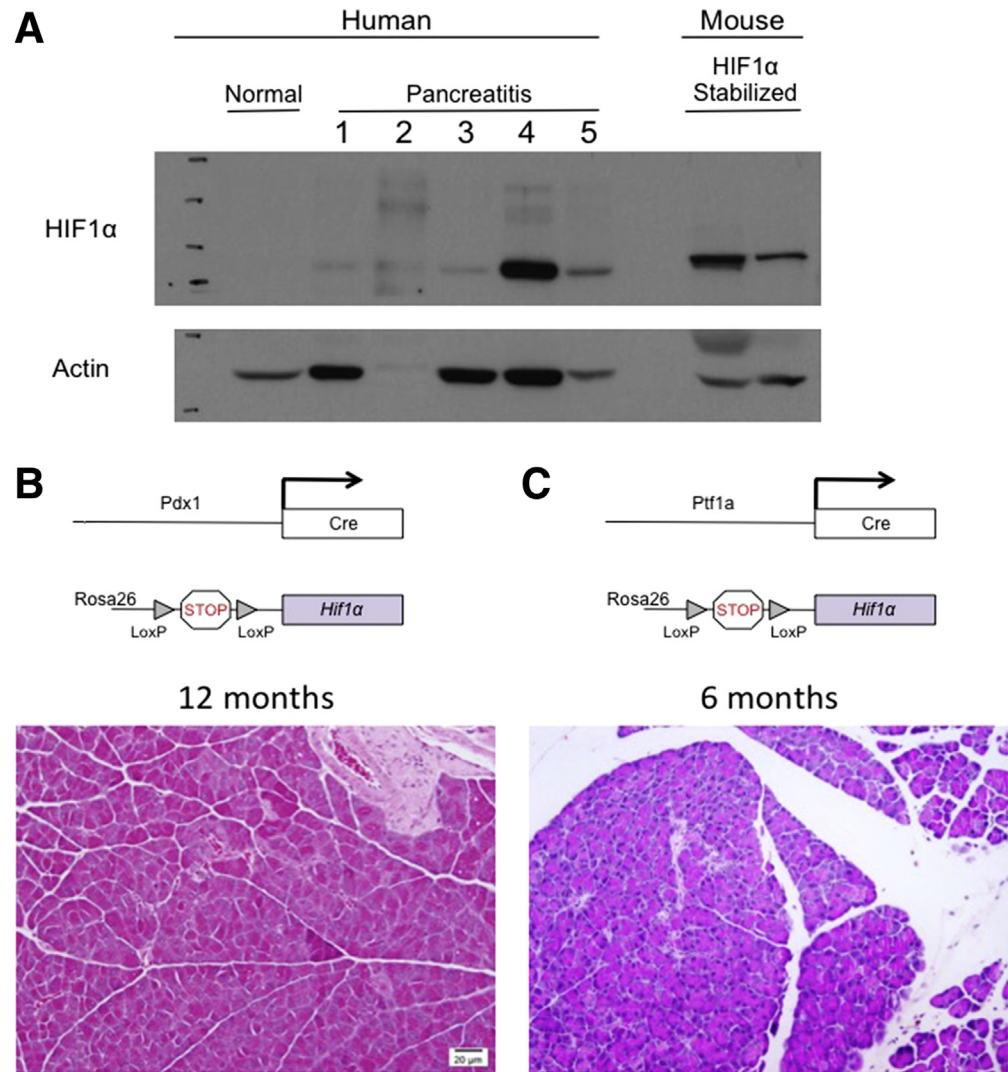 A
Human
Mouse
Normal
Pancreatitis
HIF1α
Stabilized
1 2 3 4 5
HIF1α
Actin
B
Pdx1
Cre
Rosa26
STOP
Hif1α
LoxP LoxP
12 months
20 µm
C
Ptf1a
Cre
Rosa26
STOP
Hif1α
LoxP LoxP
6 months